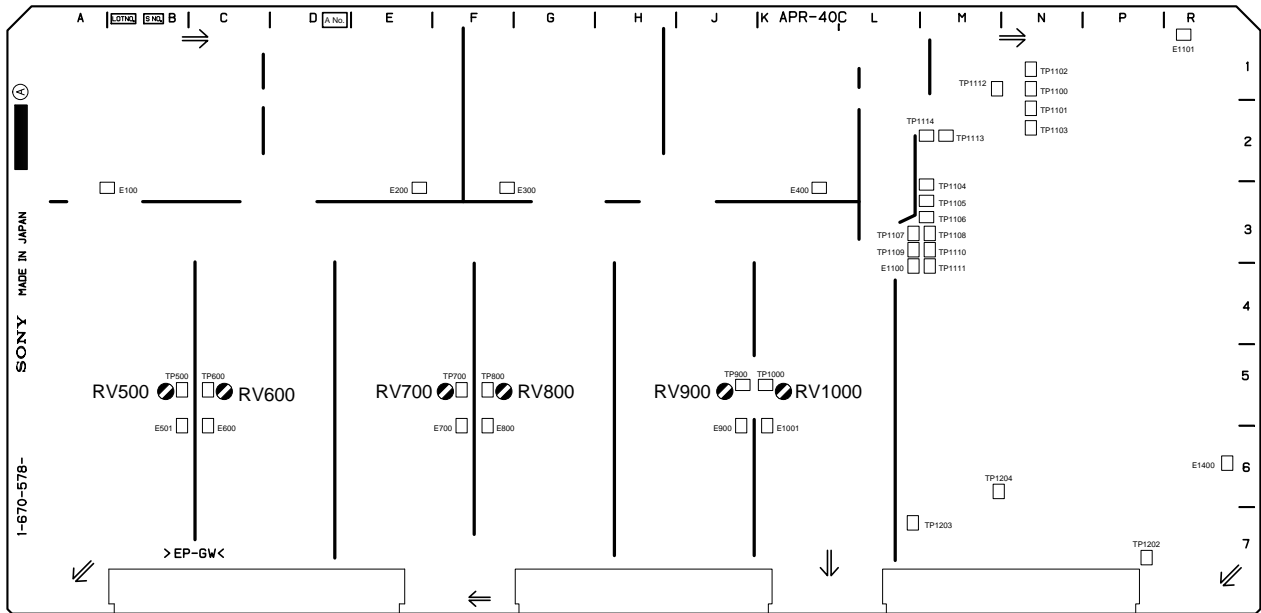 A LOTNO. S NO. B C D A No. E F G H J K APR-40C L M N P R
E1101
1
TP1102
TP1112 TP1100
A
TP1101
TP1114 TP1103
TP1113
2
E100 E200 E300 E400 TP1104
TP1105
TP1106
TP1107 TP1108
3
TP1109 TP1110
E1100 TP1111
MADE IN JAPAN
4
SONY
TP500 TP600 TP700 TP800 TP900 TP1000
5
RV500 RV600 RV700 RV800 RV900 RV1000
E501 E600 E700 E800 E900 E1001
E1400 6
TP1204
1-670-578-
TP1203
7
TP1202
>EP-GW<